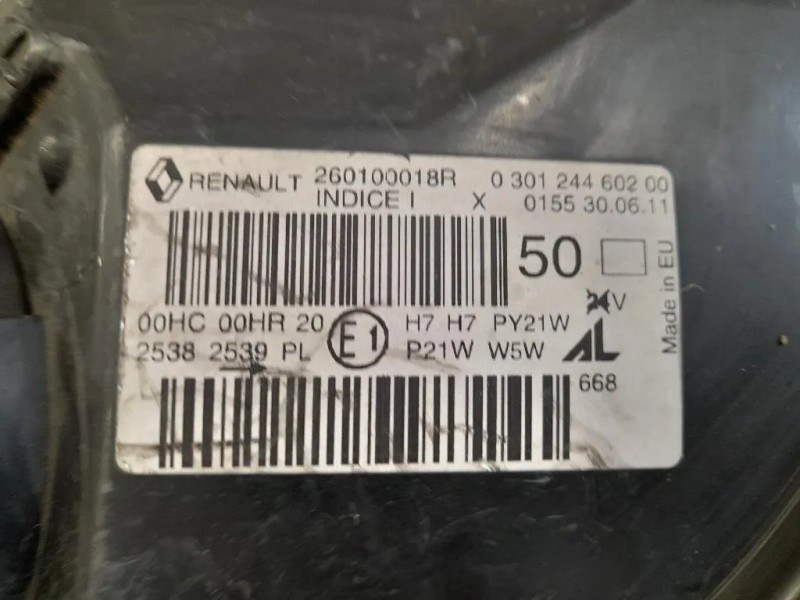 RENAULT 260100018R 0 301 244 602 00
INDICE I X 0155 30.06.11
50
Made in EU
00HC 00HR 20 E1 H7 H7 PY21W 24V
2538 2539 PL P21W W5W AL
668